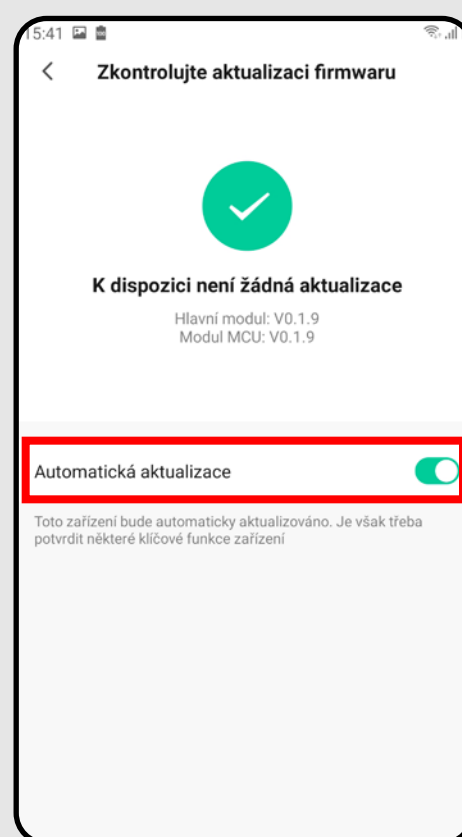 15:41
Zkontrolujte aktualizaci firmwaru
K dispozici není žádná aktualizace
Hlavní modul: V0.1.9
Modul MCU: V0.1.9
Automatická aktualizace
Toto zařízení bude automaticky aktualizováno. Je však třeba
potvrdit některé klíčové funkce zařízení